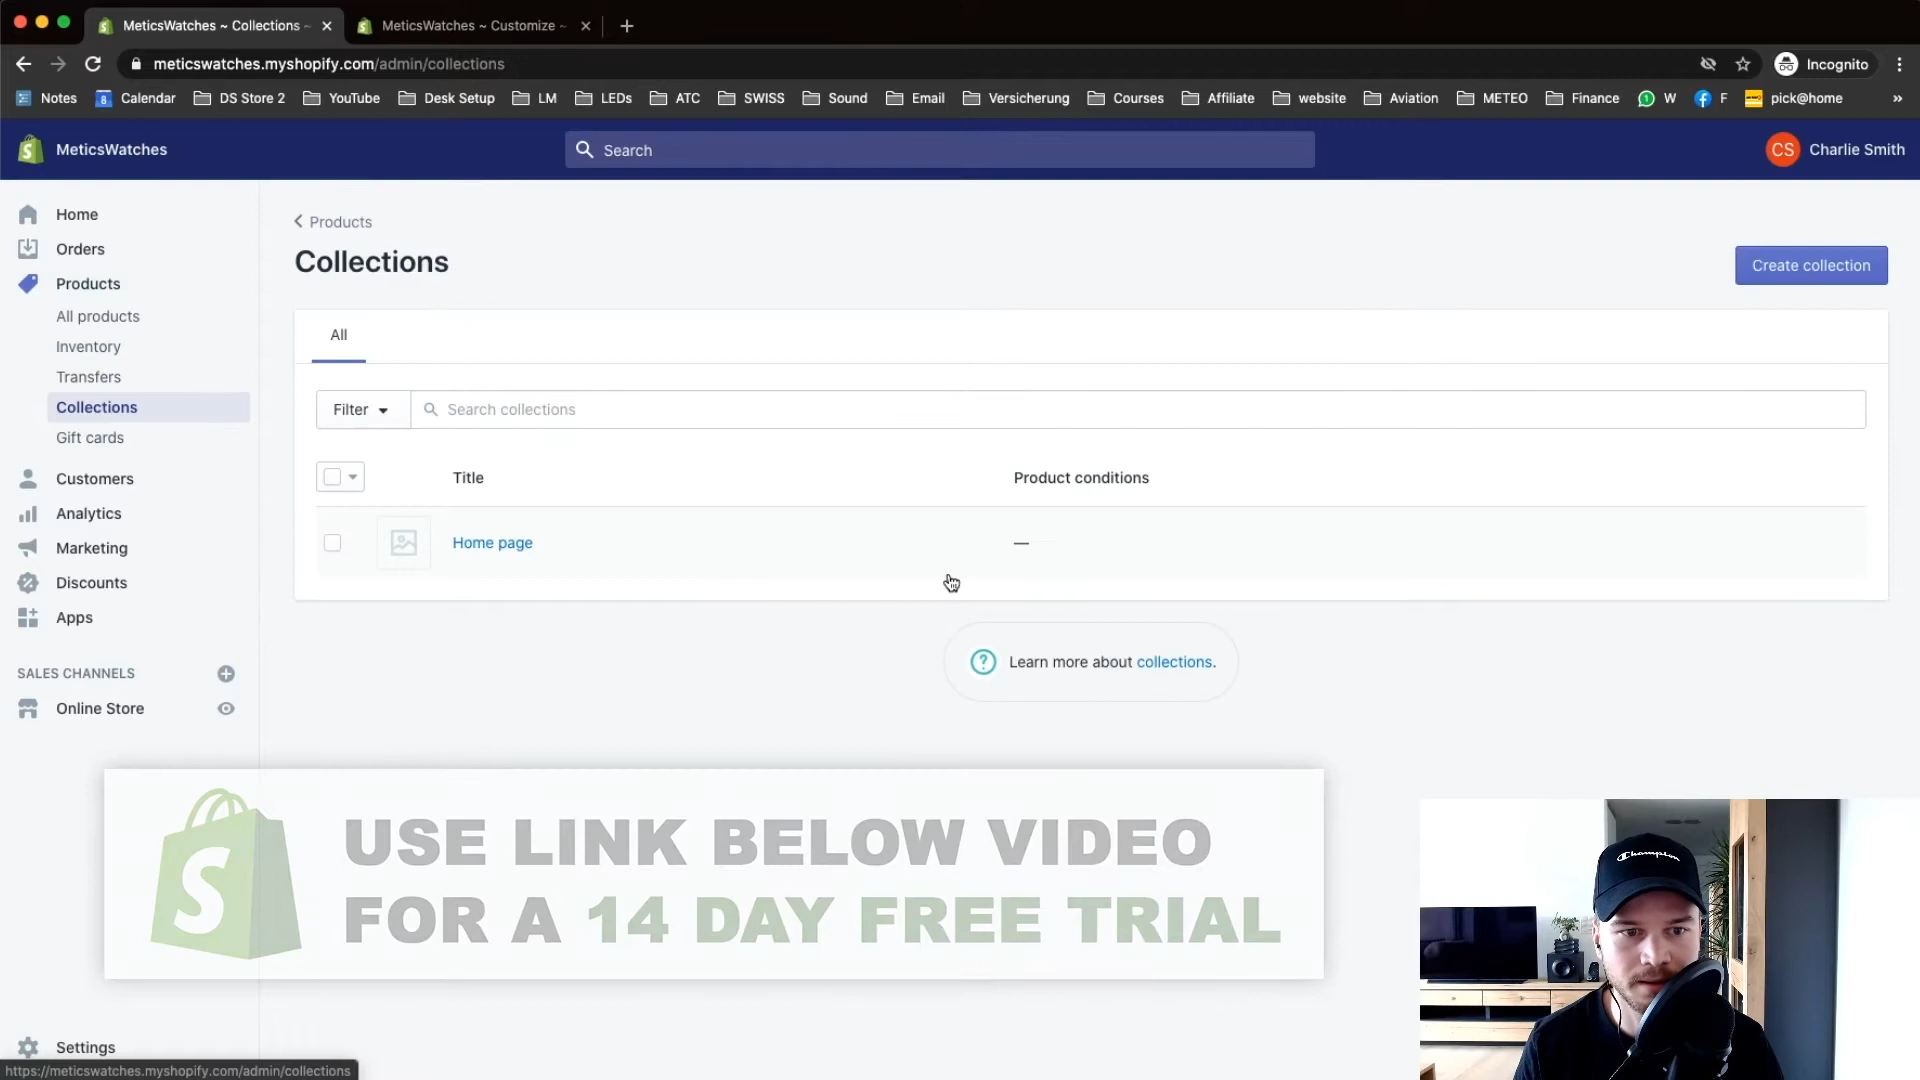 MeticsWatches ~ Collections ~
MeticsWatches ~ Customize ~
meticswatches.myshopify.com/admin/collections
Incognito
Notes
8
Calendar
DS Store 2
YouTube
Desk Setup
LM
LEDs
ATC
SWISS
Sound
Email
Versicherung
Courses
Affiliate
website
Aviation
METEO
Finance
1
W
F
pick@home
»
MeticsWatches
Search
CS
Charlie Smith
Home
Orders
Products
All products
Inventory
Transfers
Collections
Gift cards
Customers
Analytics
Marketing
Discounts
Apps
SALES CHANNELS
Online Store
Settings
Products
Collections
Create collection
All
Filter
Search collections
Title
Product conditions
Home page
—
Learn more about collections.
USE LINK BELOW VIDEO
FOR A 14 DAY FREE TRIAL
Champion
https://meticswatches.myshopify.com/admin/collections